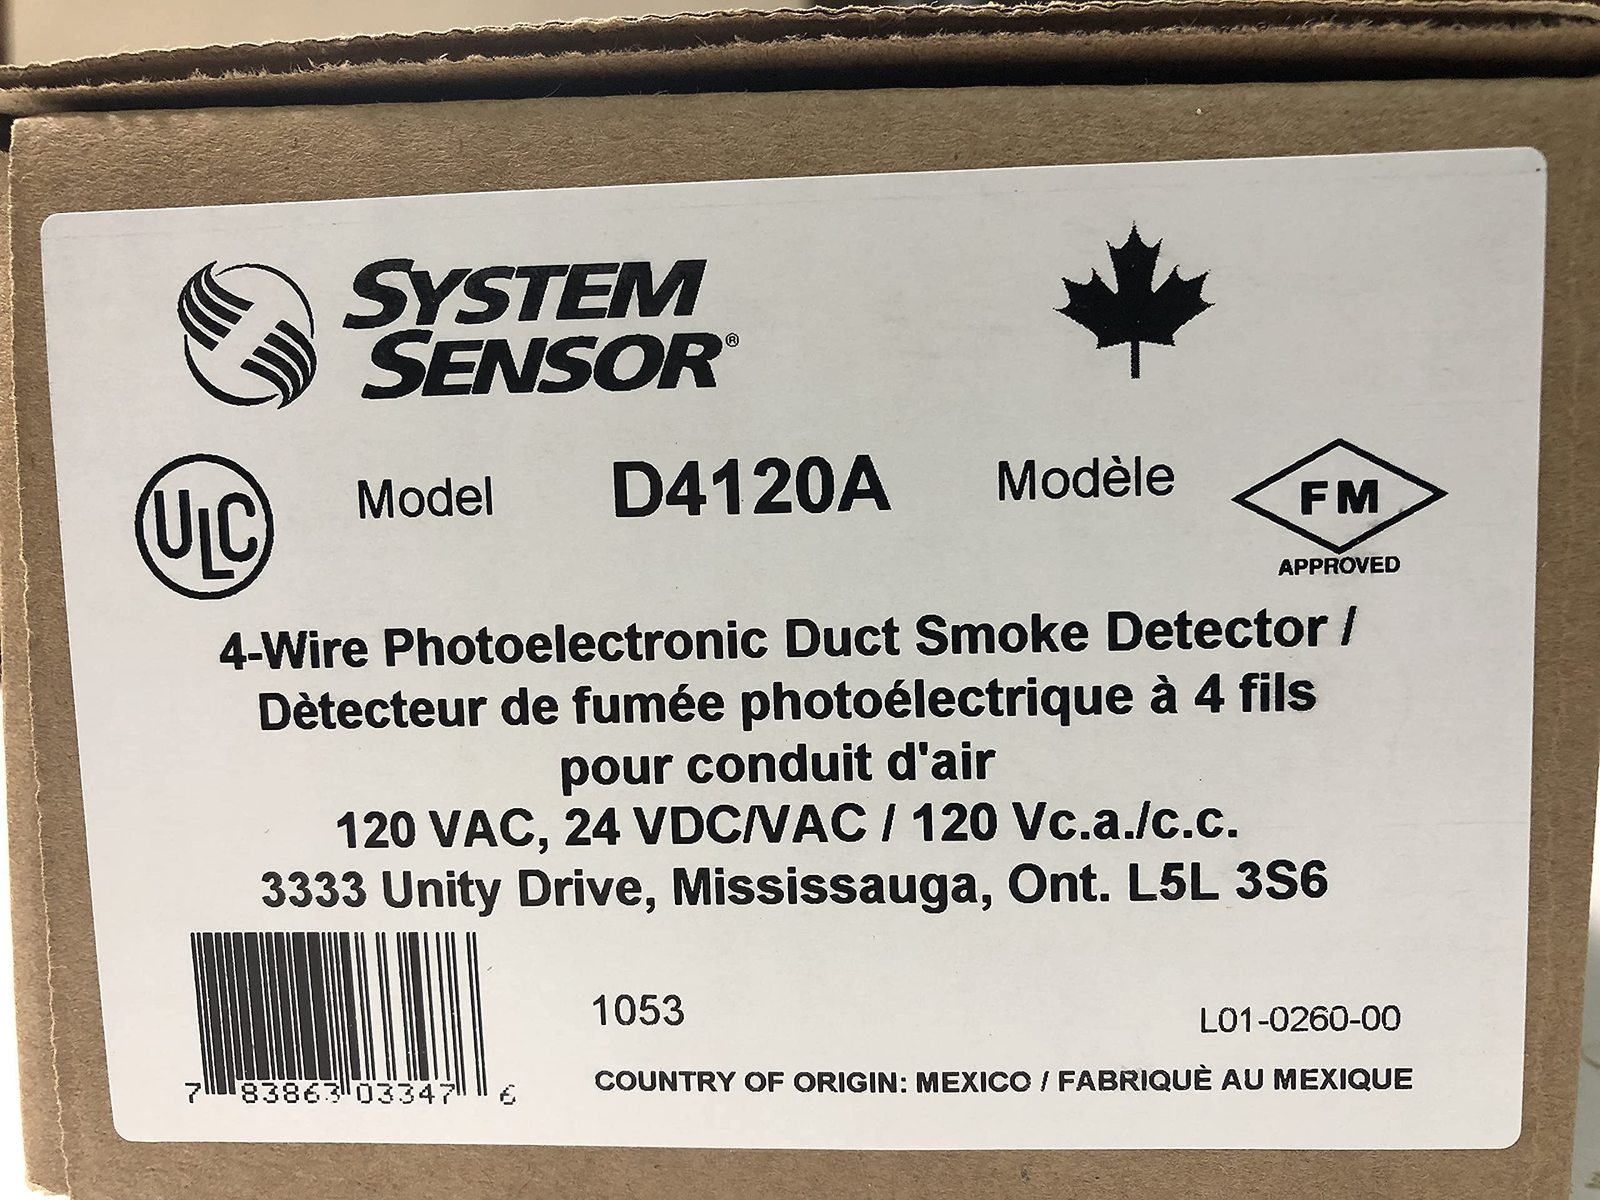 SYSTEM
SENSOR®
ULC
Model D4120A Modèle
FM
APPROVED
4-Wire Photoelectronic Duct Smoke Detector /
Dètecteur de fumée photoélectrique à 4 fils
pour conduit d'air
120 VAC, 24 VDC/VAC / 120 Vc.a./c.c.
3333 Unity Drive, Mississauga, Ont. L5L 3S6
1053
L01-0260-00
7 83863 03347 6
COUNTRY OF ORIGIN: MEXICO / FABRIQUÈ AU MEXIQUE